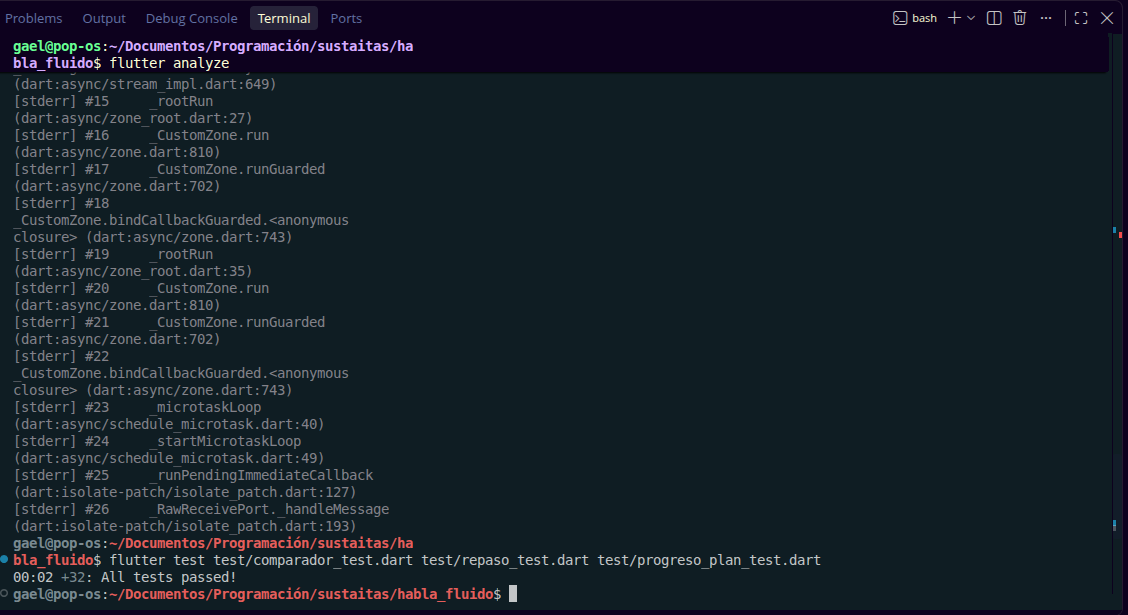 Problems Output Debug Console Terminal Ports bash
gael@pop-os:~/Documentos/Programación/sustaitas/ha
bla_fluido$ flutter analyze
(dart:async/stream_impl.dart:649)
[stderr] #15     _rootRun
(dart:async/zone_root.dart:27)
[stderr] #16     _CustomZone.run
(dart:async/zone.dart:810)
[stderr] #17     _CustomZone.runGuarded
(dart:async/zone.dart:702)
[stderr] #18
_CustomZone.bindCallbackGuarded.<anonymous
closure> (dart:async/zone.dart:743)
[stderr] #19     _rootRun
(dart:async/zone_root.dart:35)
[stderr] #20     _CustomZone.run
(dart:async/zone.dart:810)
[stderr] #21     _CustomZone.runGuarded
(dart:async/zone.dart:702)
[stderr] #22
_CustomZone.bindCallbackGuarded.<anonymous
closure> (dart:async/zone.dart:743)
[stderr] #23     _microtaskLoop
(dart:async/schedule_microtask.dart:40)
[stderr] #24     _startMicrotaskLoop
(dart:async/schedule_microtask.dart:49)
[stderr] #25     _runPendingImmediateCallback
(dart:isolate-patch/isolate_patch.dart:127)
[stderr] #26     _RawReceivePort._handleMessage
(dart:isolate-patch/isolate_patch.dart:193)
gael@pop-os:~/Documentos/Programación/sustaitas/ha
bla_fluido$ flutter test test/comparador_test.dart test/repaso_test.dart test/progreso_plan_test.dart
00:02 +32: All tests passed!
gael@pop-os:~/Documentos/Programación/sustaitas/habla_fluido$